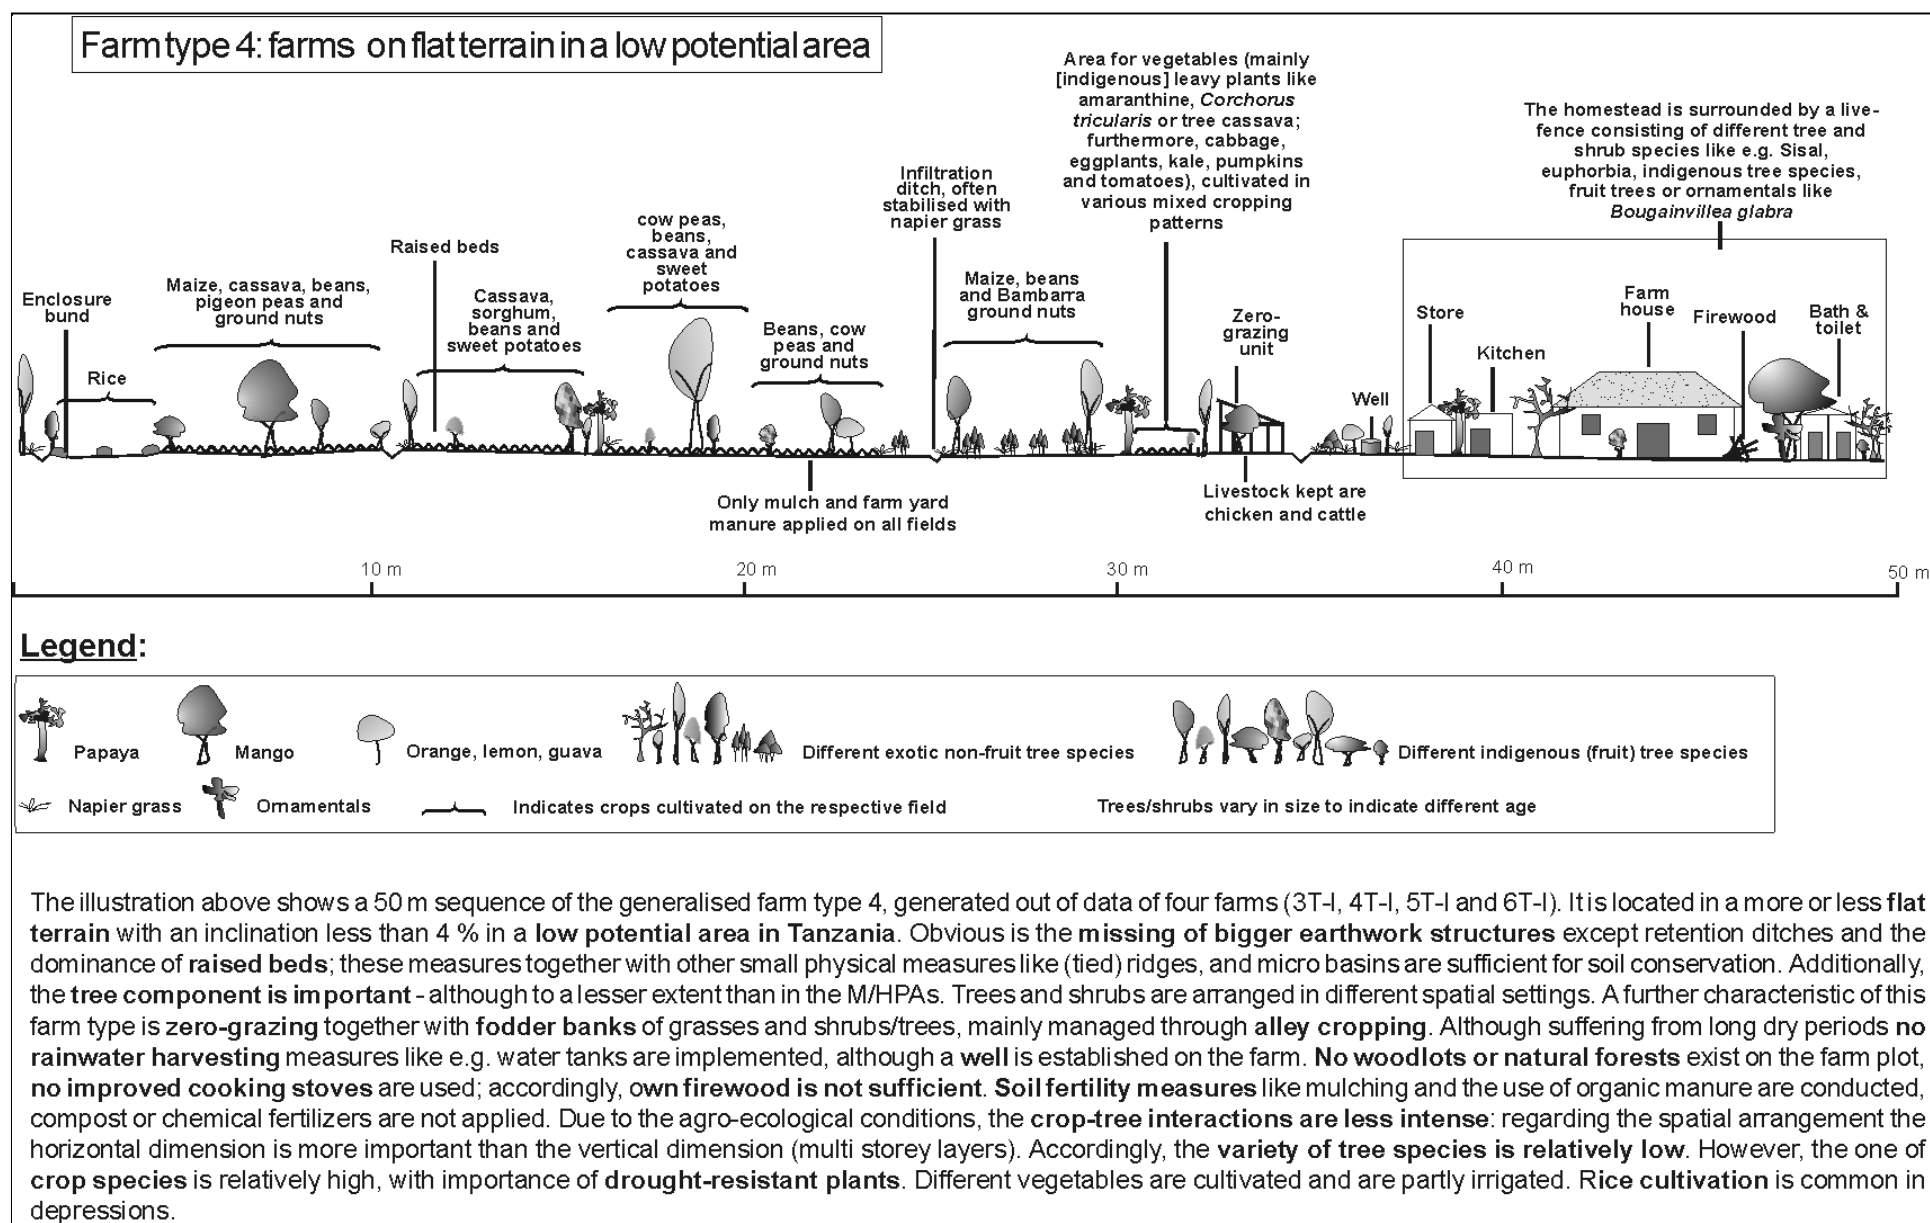 Farm type 4: farms on flat terrain in a low potential area
Area for vegetables (mainly
[indigenous] leavy plants like
amaranthine, Corchorus
tricularis or tree cassava;
furthermore, cabbage,
eggplants, kale, pumpkins
and tomatoes), cultivated in
various mixed cropping
patterns
The homestead is surrounded by a live-
fence consisting of different tree and
shrub species like e.g. Sisal,
euphorbia, indigenous tree species,
fruit trees or ornamentals like
Bougainvillea glabra
Enclosure
bund
Rice
Maize, cassava, beans,
pigeon peas and
ground nuts
Raised beds
Cassava,
sorghum,
beans and
sweet potatoes
cow peas,
beans,
cassava and
sweet
potatoes
Beans, cow
peas and
ground nuts
Infiltration
ditch, often
stabilised with
napier grass
Maize, beans
and Bambarra
ground nuts
Zero-
grazing
unit
Well
Store
Kitchen
Farm
house
Firewood
Bath &
toilet
Only mulch and farm yard
manure applied on all fields
Livestock kept are
chicken and cattle
10 m
20 m
30 m
40 m
50 m
Legend:
Papaya
Mango
Orange, lemon, guava
Different exotic non-fruit tree species
Different indigenous (fruit) tree species
Napier grass
Ornamentals
Indicates crops cultivated on the respective field
Trees/shrubs vary in size to indicate different age
The illustration above shows a 50 m sequence of the generalised farm type 4, generated out of data of four farms (3T-I, 4T-I, 5T-I and 6T-I). It is located in a more or less flat
terrain with an inclination less than 4 % in a low potential area in Tanzania. Obvious is the missing of bigger earthwork structures except retention ditches and the
dominance of raised beds; these measures together with other small physical measures like (tied) ridges, and micro basins are sufficient for soil conservation. Additionally,
the tree component is important - although to a lesser extent than in the M/HPAs. Trees and shrubs are arranged in different spatial settings. A further characteristic of this
farm type is zero-grazing together with fodder banks of grasses and shrubs/trees, mainly managed through alley cropping. Although suffering from long dry periods no
rainwater harvesting measures like e.g. water tanks are implemented, although a well is established on the farm. No woodlots or natural forests exist on the farm plot,
no improved cooking stoves are used; accordingly, own firewood is not sufficient. Soil fertility measures like mulching and the use of organic manure are conducted,
compost or chemical fertilizers are not applied. Due to the agro-ecological conditions, the crop-tree interactions are less intense: regarding the spatial arrangement the
horizontal dimension is more important than the vertical dimension (multi storey layers). Accordingly, the variety of tree species is relatively low. However, the one of
crop species is relatively high, with importance of drought-resistant plants. Different vegetables are cultivated and are partly irrigated. Rice cultivation is common in
depressions.